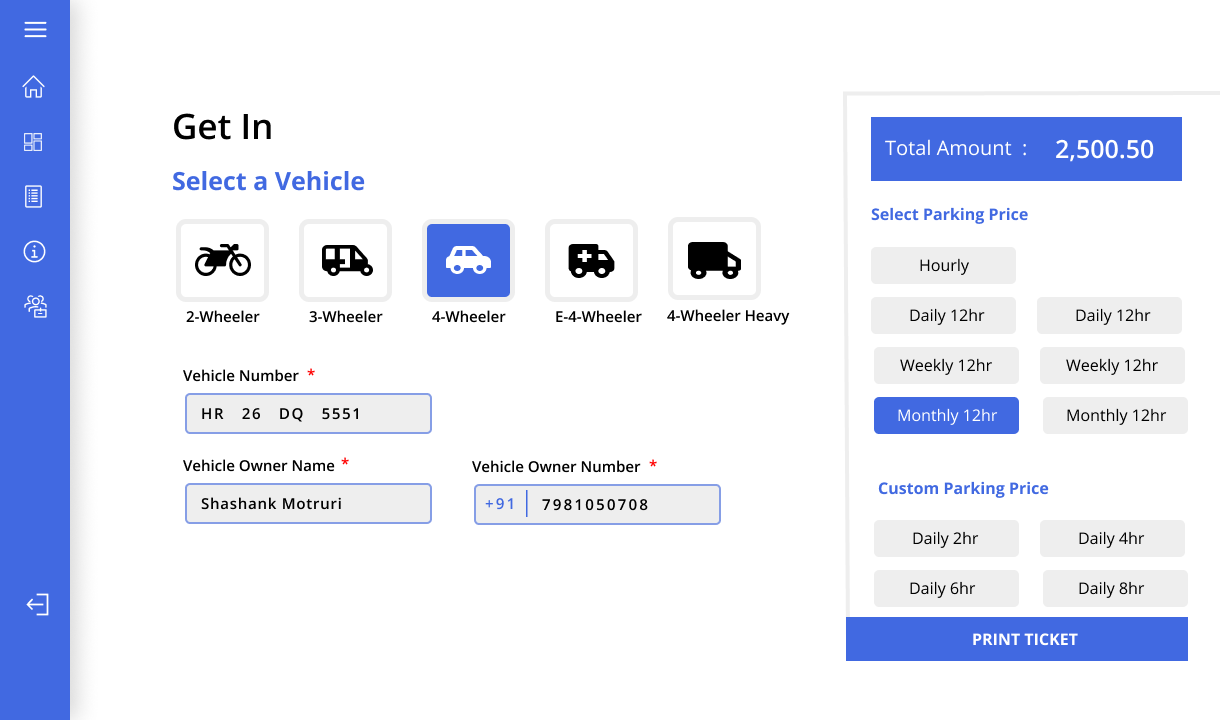 Get In
Select a Vehicle
2-Wheeler
3-Wheeler
4-Wheeler
E-4-Wheeler
4-Wheeler Heavy
Vehicle Number *
HR 26 DQ 5551
Vehicle Owner Name *
Shashank Motruri
Vehicle Owner Number *
+91 7981050708
Total Amount : 2,500.50
Select Parking Price
Hourly
Daily 12hr
Daily 12hr
Weekly 12hr
Weekly 12hr
Monthly 12hr
Monthly 12hr
Custom Parking Price
Daily 2hr
Daily 4hr
Daily 6hr
Daily 8hr
PRINT TICKET